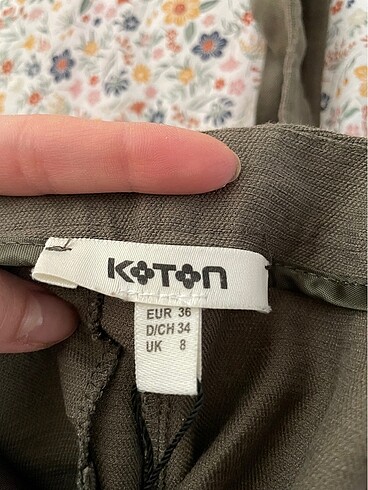 KOTON
EUR 36
D/CH 34
UK 8